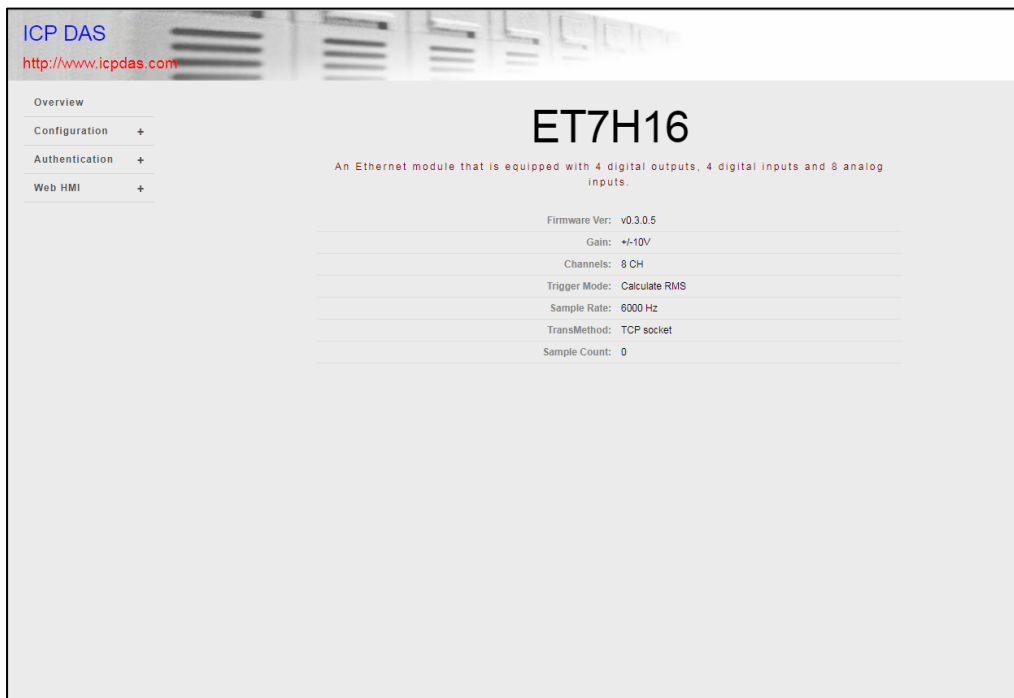 ICP DAS
http://www.icpdas.com
Overview
Configuration +
Authentication +
Web HMI +
ET7H16
An Ethernet module that is equipped with 4 digital outputs, 4 digital inputs and 8 analog
inputs.
Firmware Ver: v0.3.0.5
Gain: +/-10V
Channels: 8 CH
Trigger Mode: Calculate RMS
Sample Rate: 6000 Hz
TransMethod: TCP socket
Sample Count: 0